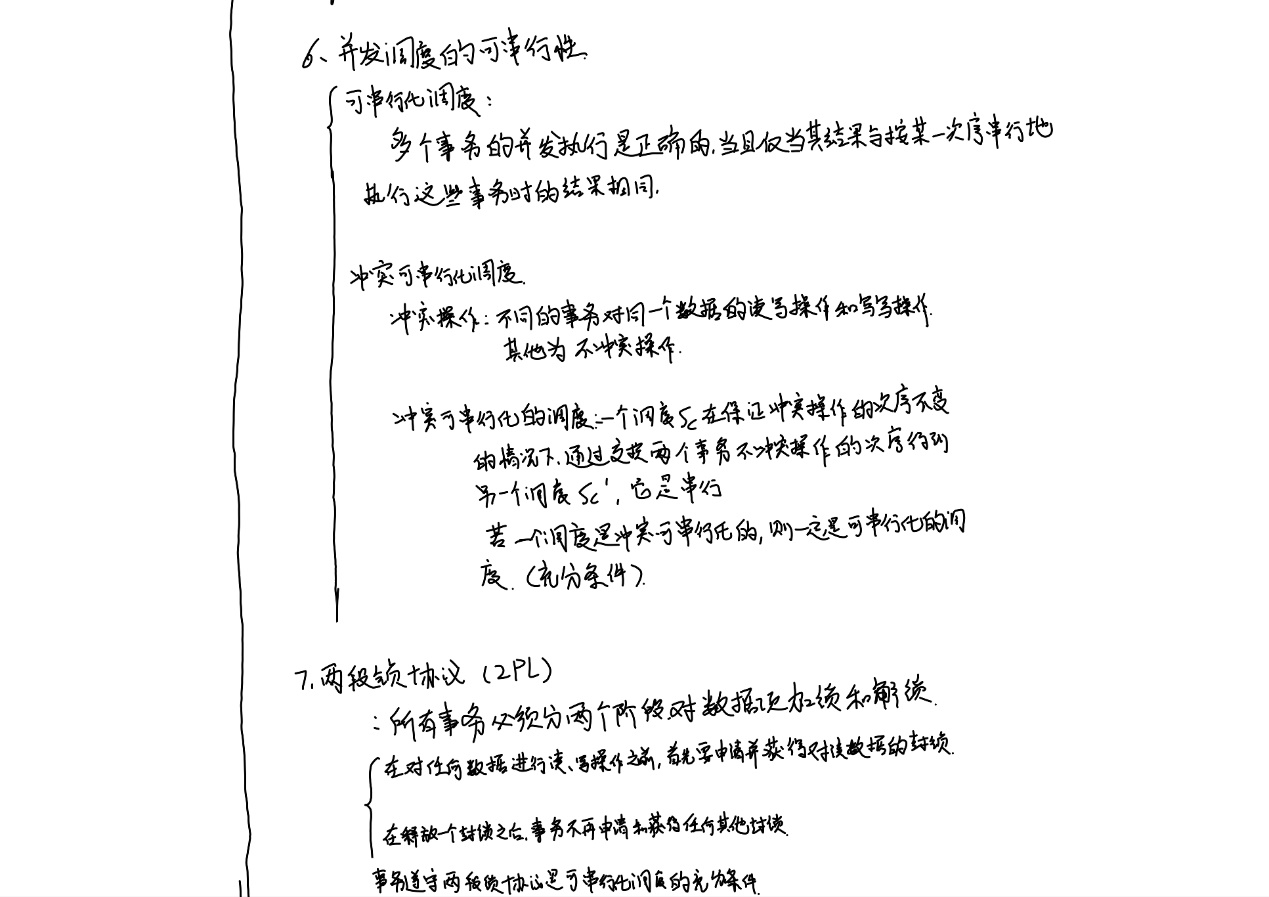 6、并发调度的可串行性.
可串行化调度：
多个事务的并发执行是正确的,当且仅当其结果与按某一次序串行地
执行这些事务时的结果相同.
冲突可串行化调度.
冲突操作：不同的事务对同一个数据的读写操作和写写操作.
其他为不冲突操作.
冲突可串行化的调度:一个调度Sc在保证冲突操作的次序不变
的情况下.通过交换两个事务不冲突操作的次序得到
另一个调度Sc'，它是串行
若一个调度是冲突可串行化的,则一定是可串行化的调
度.(充分条件).
7.两段锁协议（2PL）
：所有事务必须分两个阶段对数据项加锁和解锁.
在对任何数据进行读、写操作之前,首先要申请并获得对该数据的封锁.
在释放一个封锁之后,事务不再申请和获得任何其他封锁.
事务遵守两段锁协议是可串行化调度的充分条件.